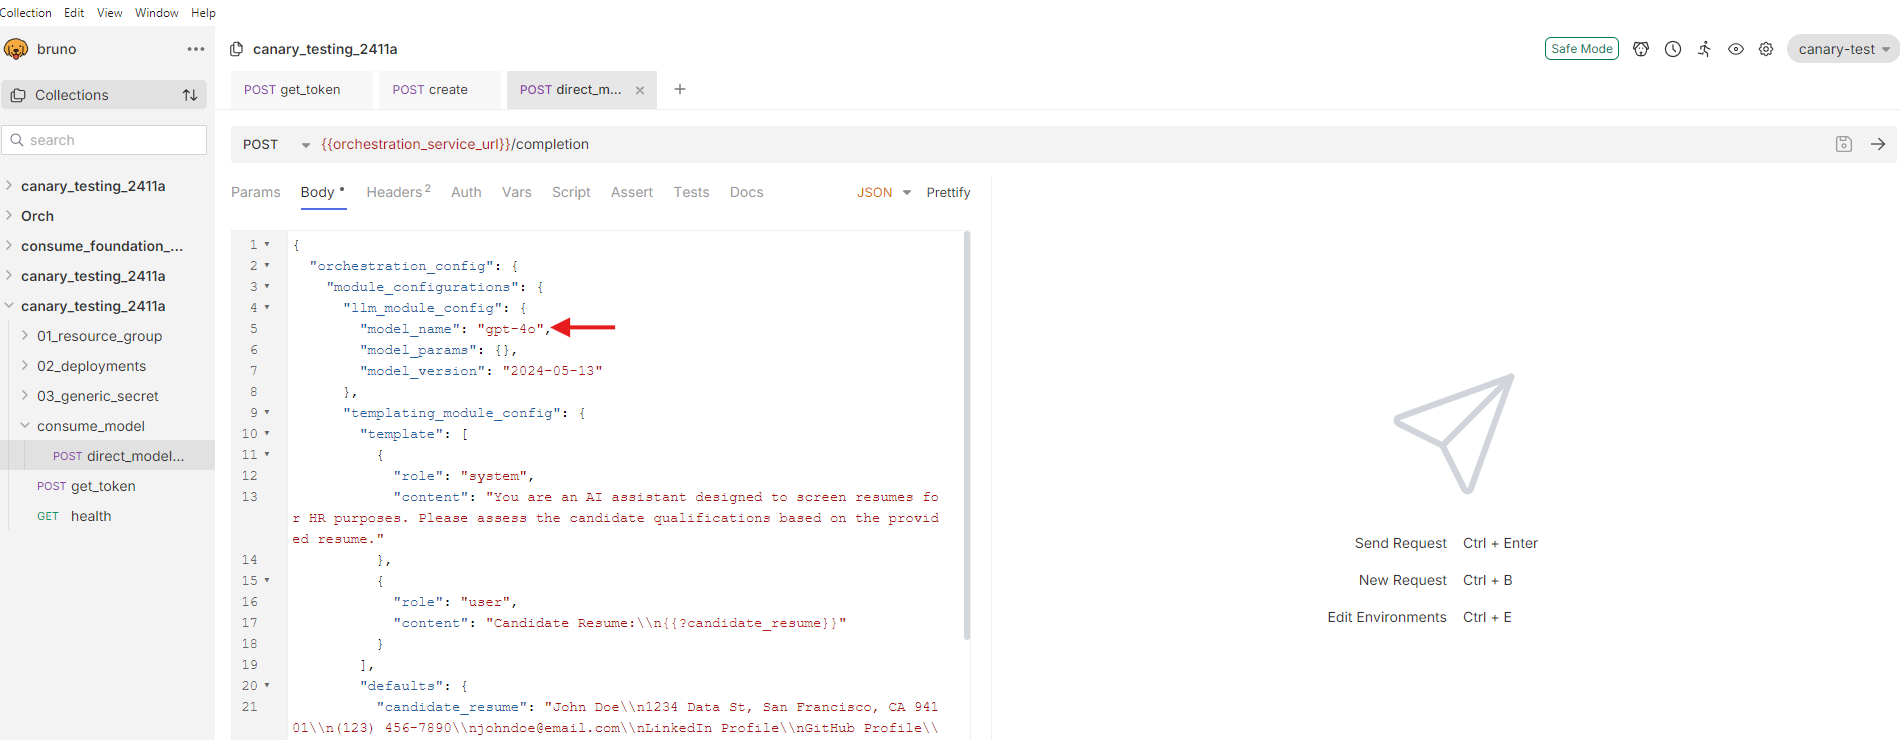 Collection Edit View Window Help
bruno
canary_testing_2411a
Safe Mode
canary-test
Collections
POST get_token
POST create
POST direct_m...
search
POST
{{orchestration_service_url}}/completion
canary_testing_2411a
Orch
consume_foundation_...
canary_testing_2411a
canary_testing_2411a
01_resource_group
02_deployments
03_generic_secret
consume_model
POST direct_model...
POST get_token
GET health
Params Body Headers 2 Auth Vars Script Assert Tests Docs
JSON Prettify
1 {
2 "orchestration_config": {
3 "module_configurations": {
4 "llm_module_config": {
5 "model_name": "gpt-4o",
6 "model_params": {},
7 "model_version": "2024-05-13"
8 },
9 "templating_module_config": {
10 "template": [
11 {
12 "role": "system",
13 "content": "You are an AI assistant designed to screen resumes fo
r HR purposes. Please assess the candidate qualifications based on the provid
ed resume."
14 },
15 {
16 "role": "user",
17 "content": "Candidate Resume:\\n{{?candidate_resume}}"
18 }
19 ],
20 "defaults": {
21 "candidate_resume": "John Doe\\n1234 Data St, San Francisco, CA 941
01\\n(123) 456-7890\\njohndoe@email.com\\nLinkedIn Profile\\nGitHub Profile\\
Send Request Ctrl + Enter
New Request Ctrl + B
Edit Environments Ctrl + E